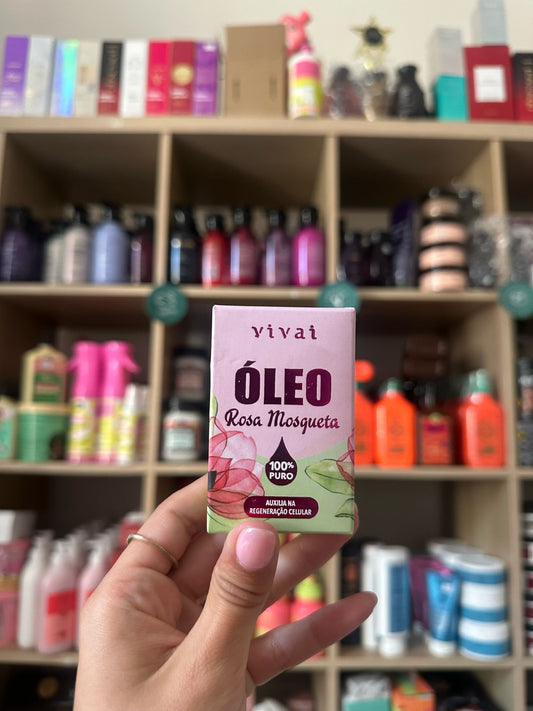 vivai
ÓLEO
Rosa Mosqueta
100%
PURO
AUXILIA NA
REGENERAÇÃO CELULAR